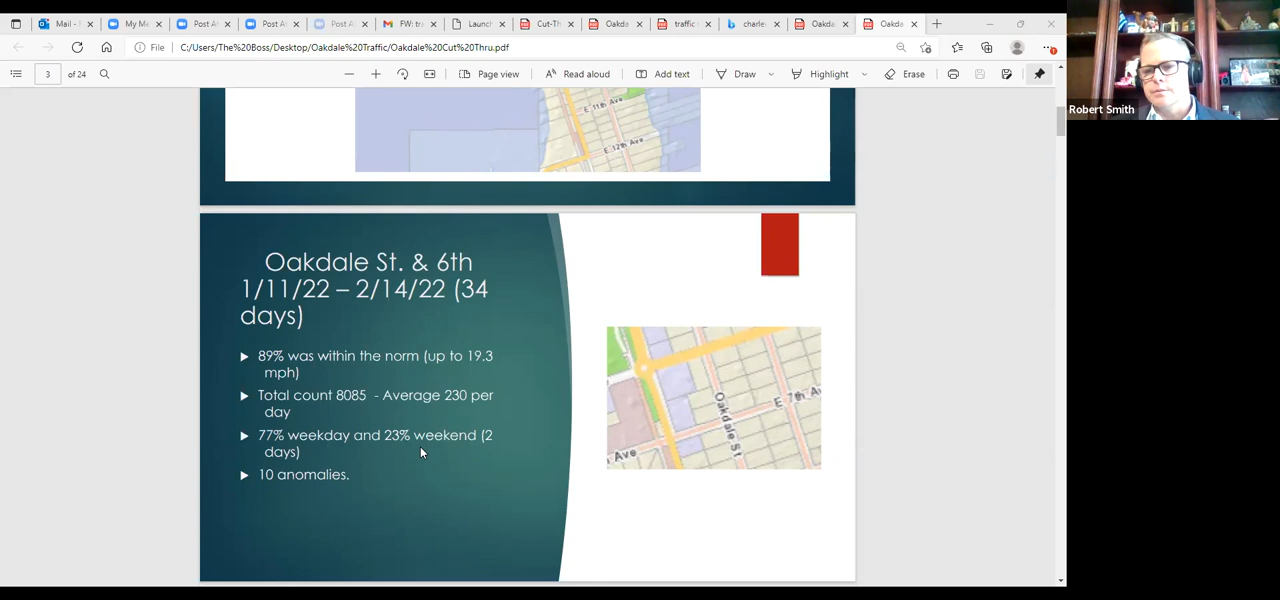 Mail -
My Me
Post A
Post A
Post A
FW: tra
Launch
Cut-Th
Oakda
traffic
charle
Oakda
Oakda
File
C:/Users/The%20Boss/Desktop/Oakdale%20Traffic/Oakdale%20Cut%20Thru.pdf
3 of 24
Page view
Read aloud
Add text
Draw
Highlight
Erase
Robert Smith
E 11th Ave
E 12th Ave
Oakdale St. & 6th
1/11/22 – 2/14/22 (34
days)
89% was within the norm (up to 19.3
mph)
Total count 8085 - Average 230 per
day
77% weekday and 23% weekend (2
days)
10 anomalies.
Oakdale St
E 7th Av
Ave